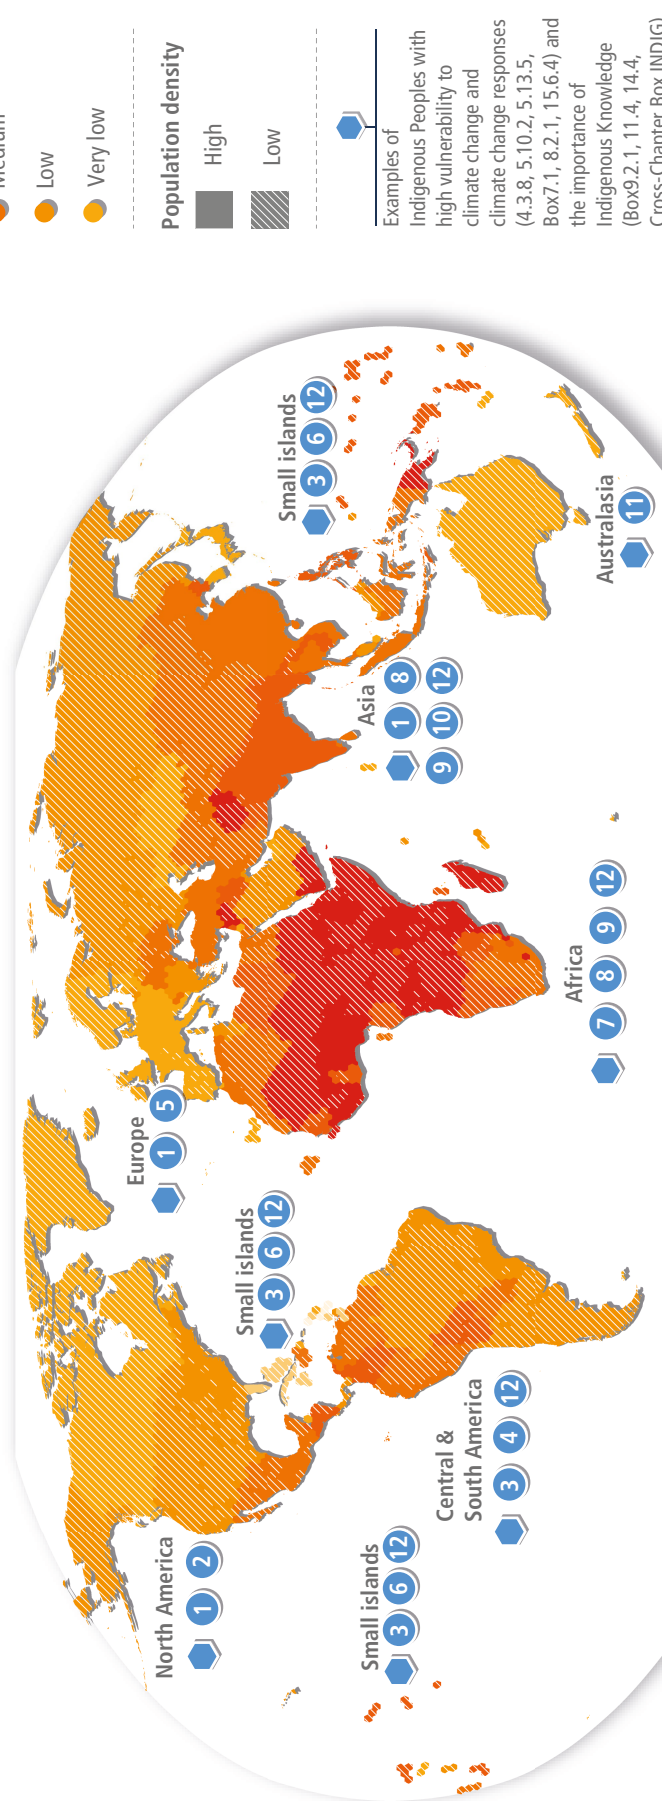 Medium
Low
Very low
Population density
High
Low
Examples of
Indigenous Peoples with
high vulnerability to
climate change and
climate change responses
(4.3.8, 5.10.2, 5.13.5,
Box7.1, 8.2.1, 15.6.4) and
the importance of
Indigenous Knowledge
(Box9.2.1, 11.4, 14.4,
Cross-Chapter Box INDIG)
North America
1 2
Europe
1 5
Small islands
3 6 12
Small islands
3 6 12
Asia
1 8
9 10 12
Small islands
3 6 12
Central &
South America
3 4 12
Africa
7 8 9 12
Australasia
11